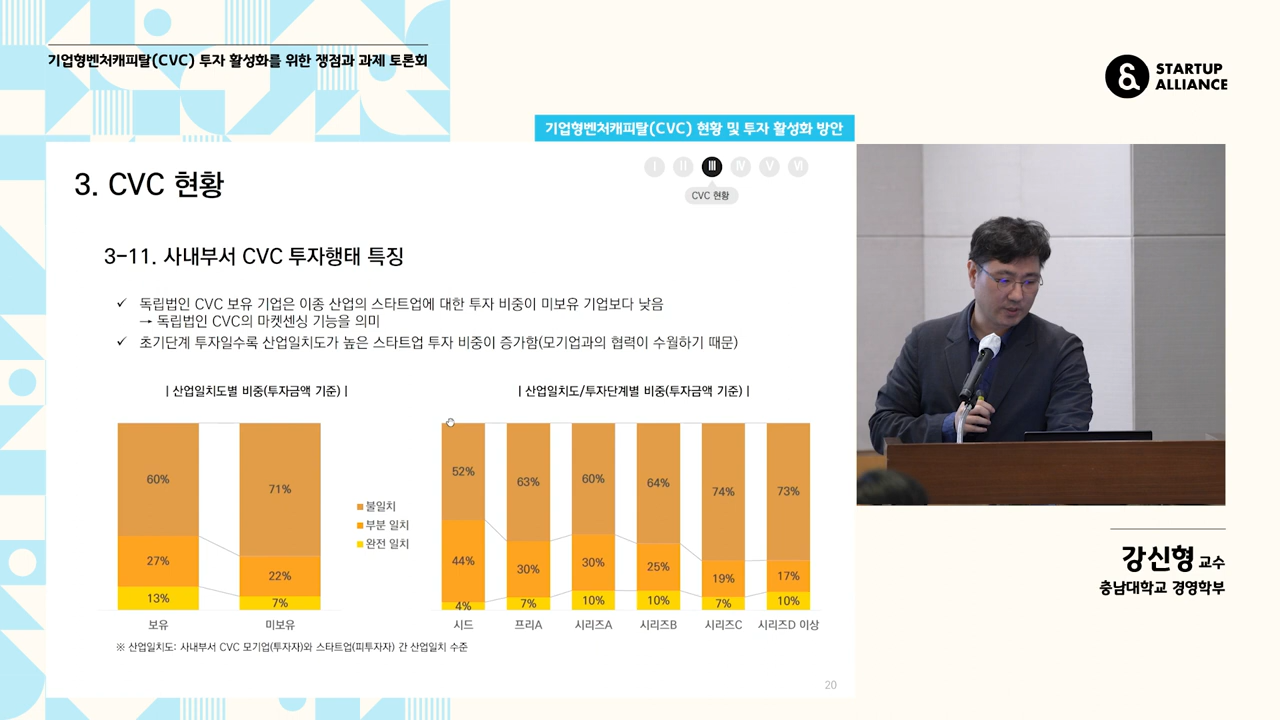 기업형벤처캐피탈(CVC) 투자 활성화를 위한 쟁점과 과제 토론회
STARTUP
ALLIANCE
기업형벤처캐피탈(CVC) 현황 및 투자 활성화 방안
I II III IV V VI
3. CVC 현황
CVC 현황
3-11. 사내부서 CVC 투자행태 특징
✓ 독립법인 CVC 보유 기업은 이종 산업의 스타트업에 대한 투자 비중이 미보유 기업보다 낮음
→ 독립법인 CVC의 마켓센싱 기능을 의미
✓ 초기단계 투자일수록 산업일치도가 높은 스타트업 투자 비중이 증가함(모기업과의 협력이 수월하기 때문)
| 산업일치도별 비중(투자금액 기준) |
60% 71%
27% 22%
13% 7%
보유 미보유
불일치
부분 일치
완전 일치
| 산업일치도/투자단계별 비중(투자금액 기준) |
52% 63% 60% 64% 74% 73%
44% 30% 30% 25% 19% 17%
4% 7% 10% 10% 7% 10%
시드 프리A 시리즈A 시리즈B 시리즈C 시리즈D 이상
※ 산업일치도: 사내부서 CVC 모기업(투자자)와 스타트업(피투자자) 간 산업일치 수준
20
강신형 교수
충남대학교 경영학부